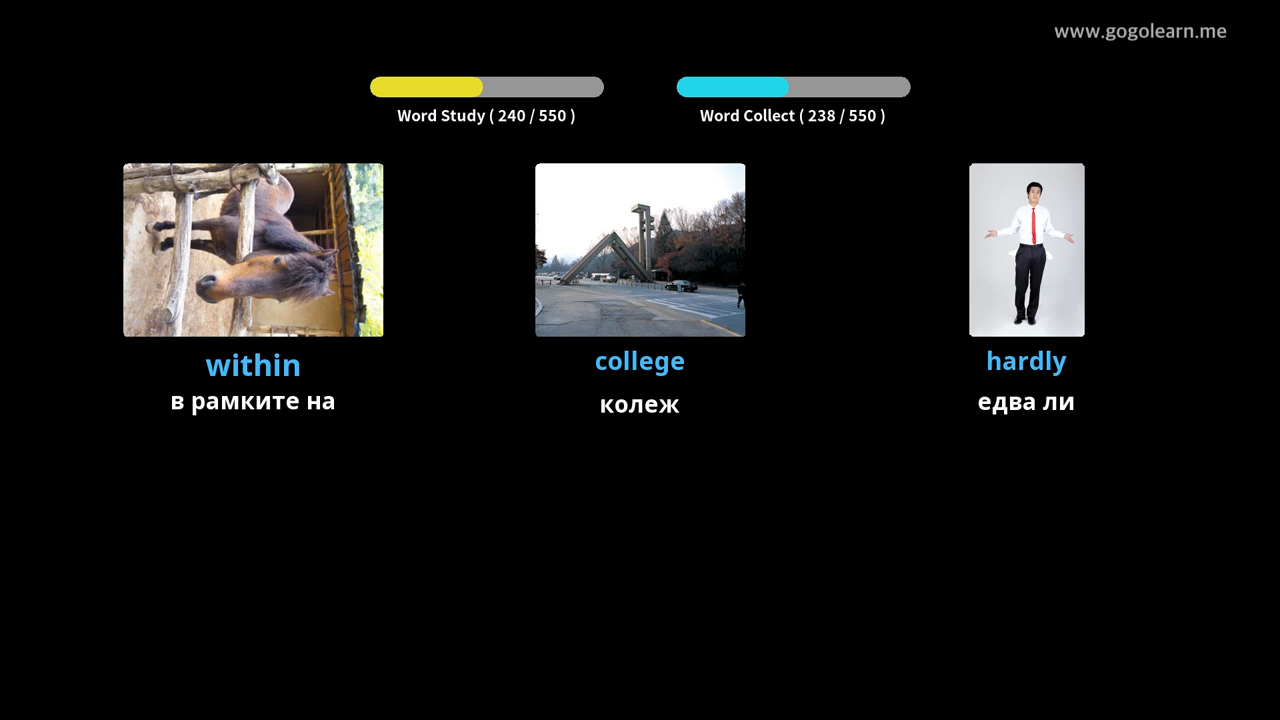 www.gogolearn.me
Word Study ( 240 / 550 )
Word Collect ( 238 / 550 )
within
в рамките на
college
колеж
hardly
едва ли